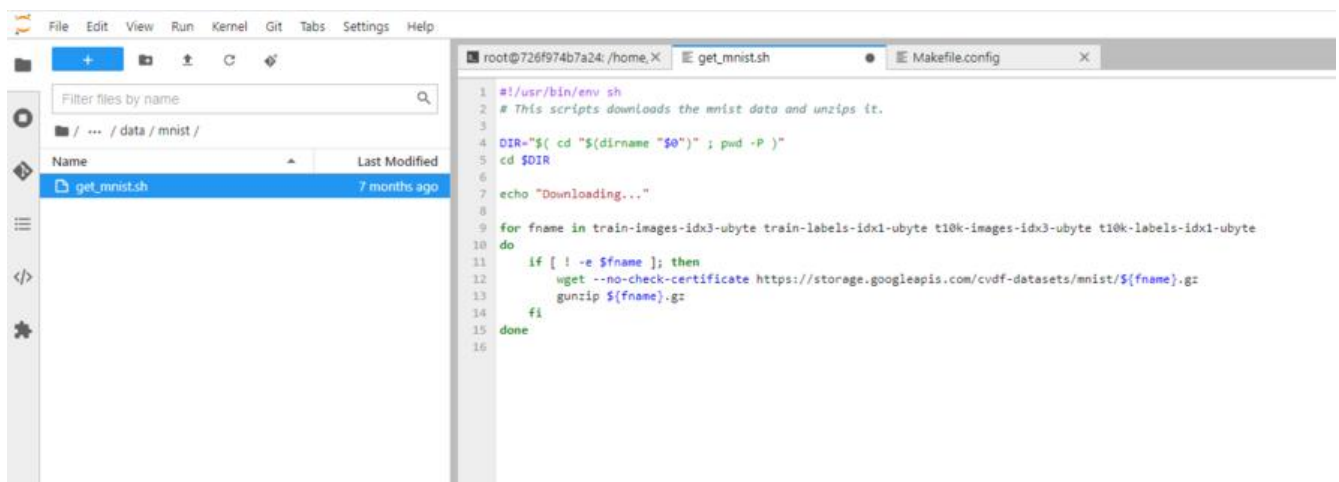 File Edit View Run Kernel Git Tabs Settings Help
Filter files by name
/ ··· / data / mnist /
Name Last Modified
get_mnist.sh 7 months ago
root@726f974b7a24: /home, get_mnist.sh Makefile.config
1 #!/usr/bin/env sh
2 # This scripts downloads the mnist data and unzips it.
3
4 DIR="$( cd "$(dirname "$0")" ; pwd -P )"
5 cd $DIR
6
7 echo "Downloading..."
8
9 for fname in train-images-idx3-ubyte train-labels-idx1-ubyte t10k-images-idx3-ubyte t10k-labels-idx1-ubyte
10 do
11     if [ ! -e $fname ]; then
12         wget --no-check-certificate https://storage.googleapis.com/cvdf-datasets/mnist/${fname}.gz
13         gunzip ${fname}.gz
14     fi
15 done
16